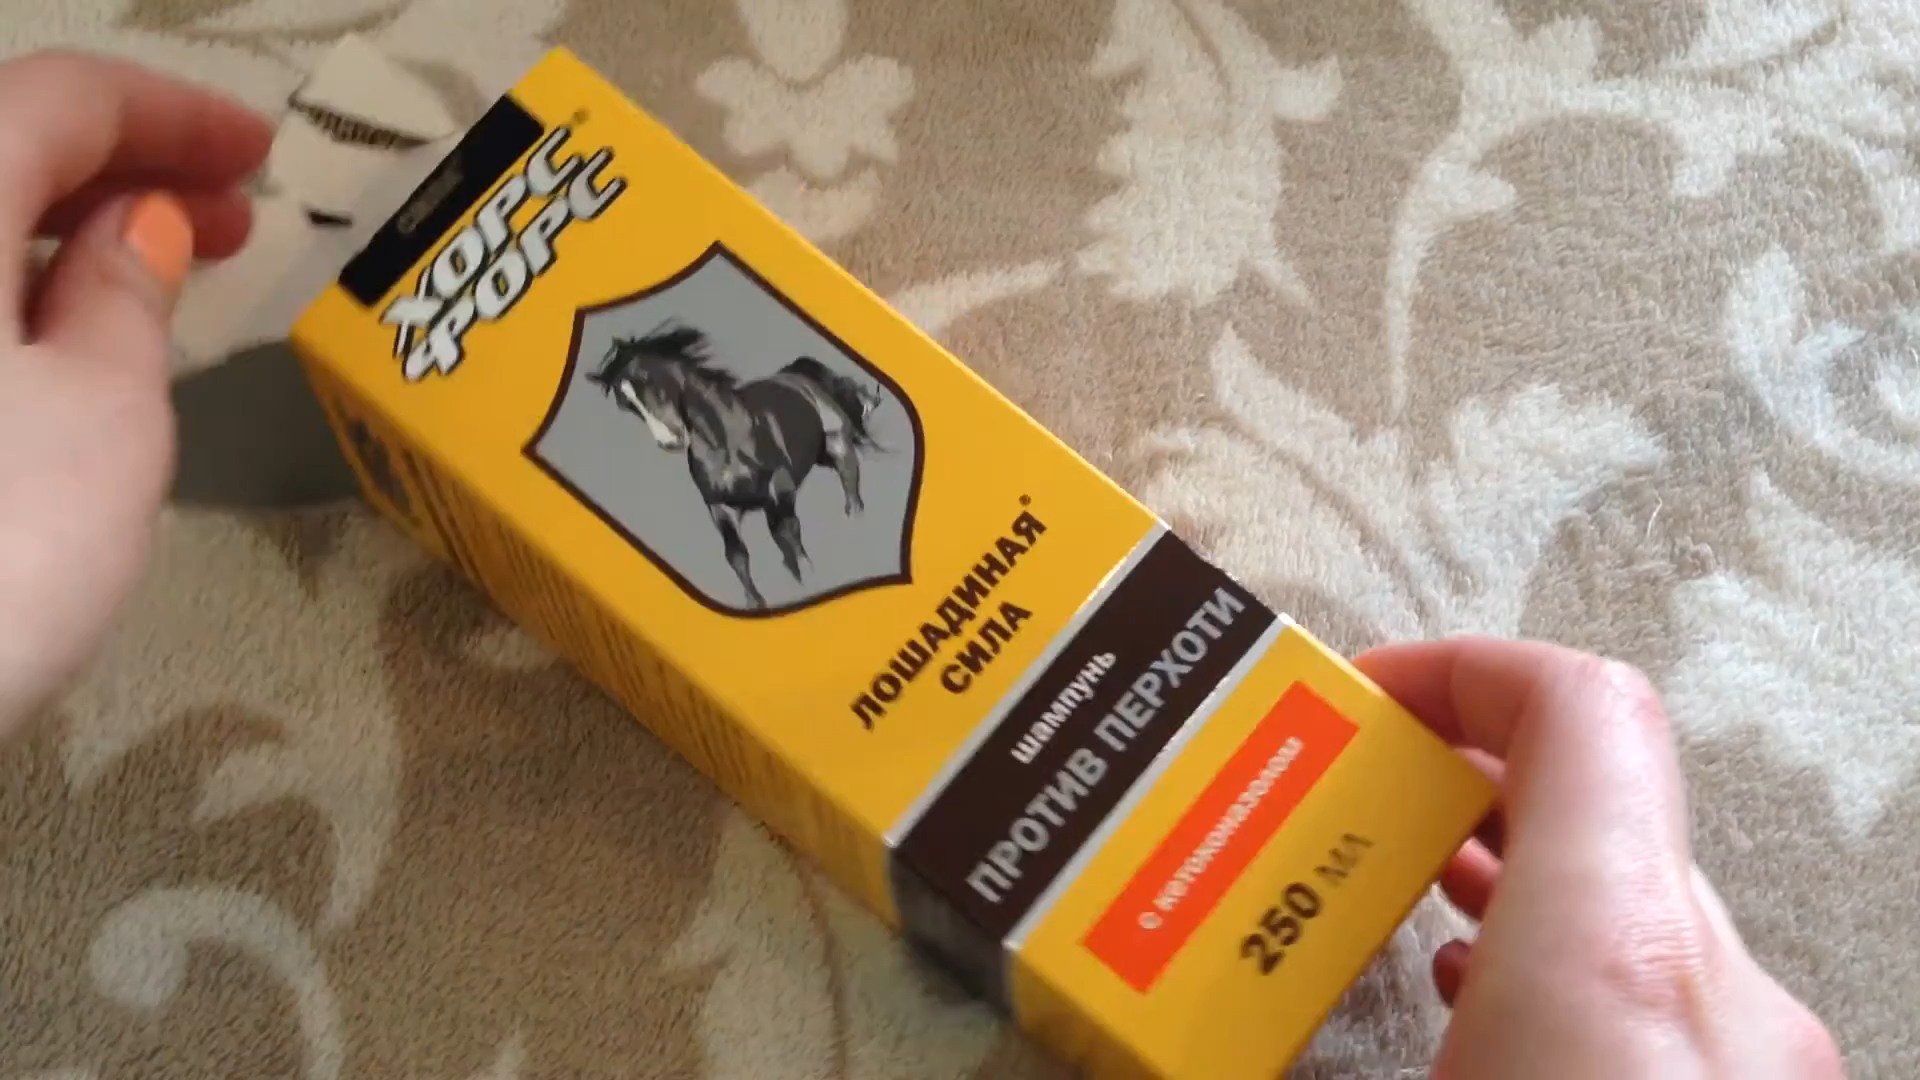 ХОРС
ФОРС
ЛОШАДИНАЯ®
СИЛА
шампунь
ПРОТИВ ПЕРХОТИ
с кетоконазолом
250 мл